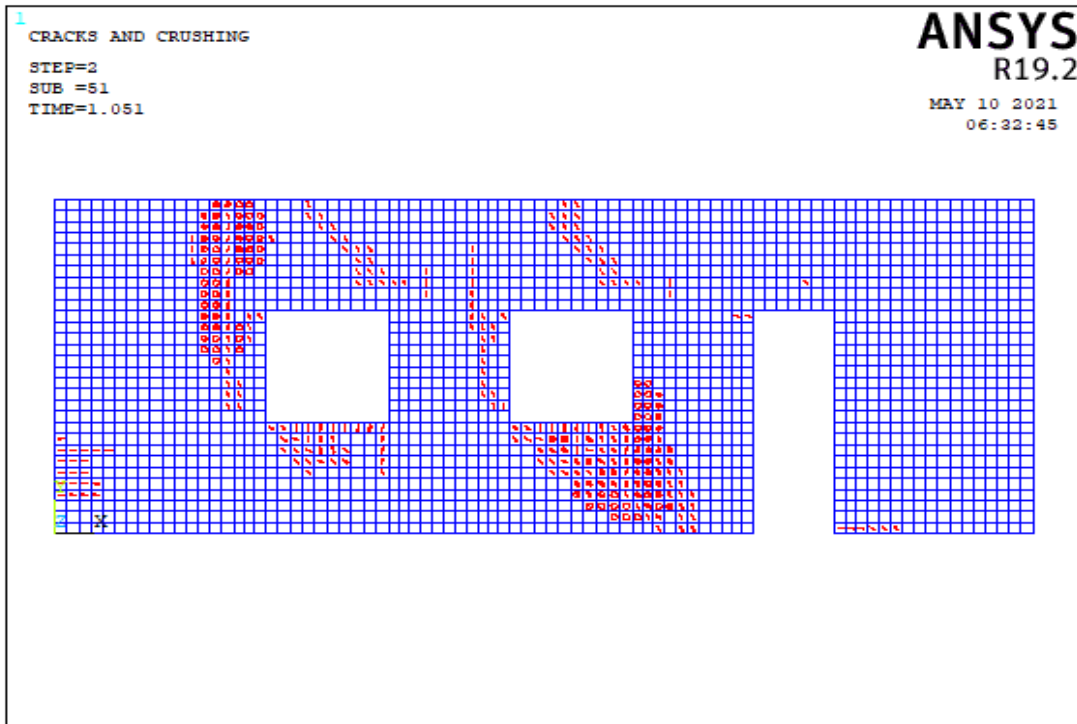 1
CRACKS AND CRUSHING
STEP=2
SUB =51
TIME=1.051
ANSYS
R19.2
MAY 10 2021
06:32:45
Y
Z X